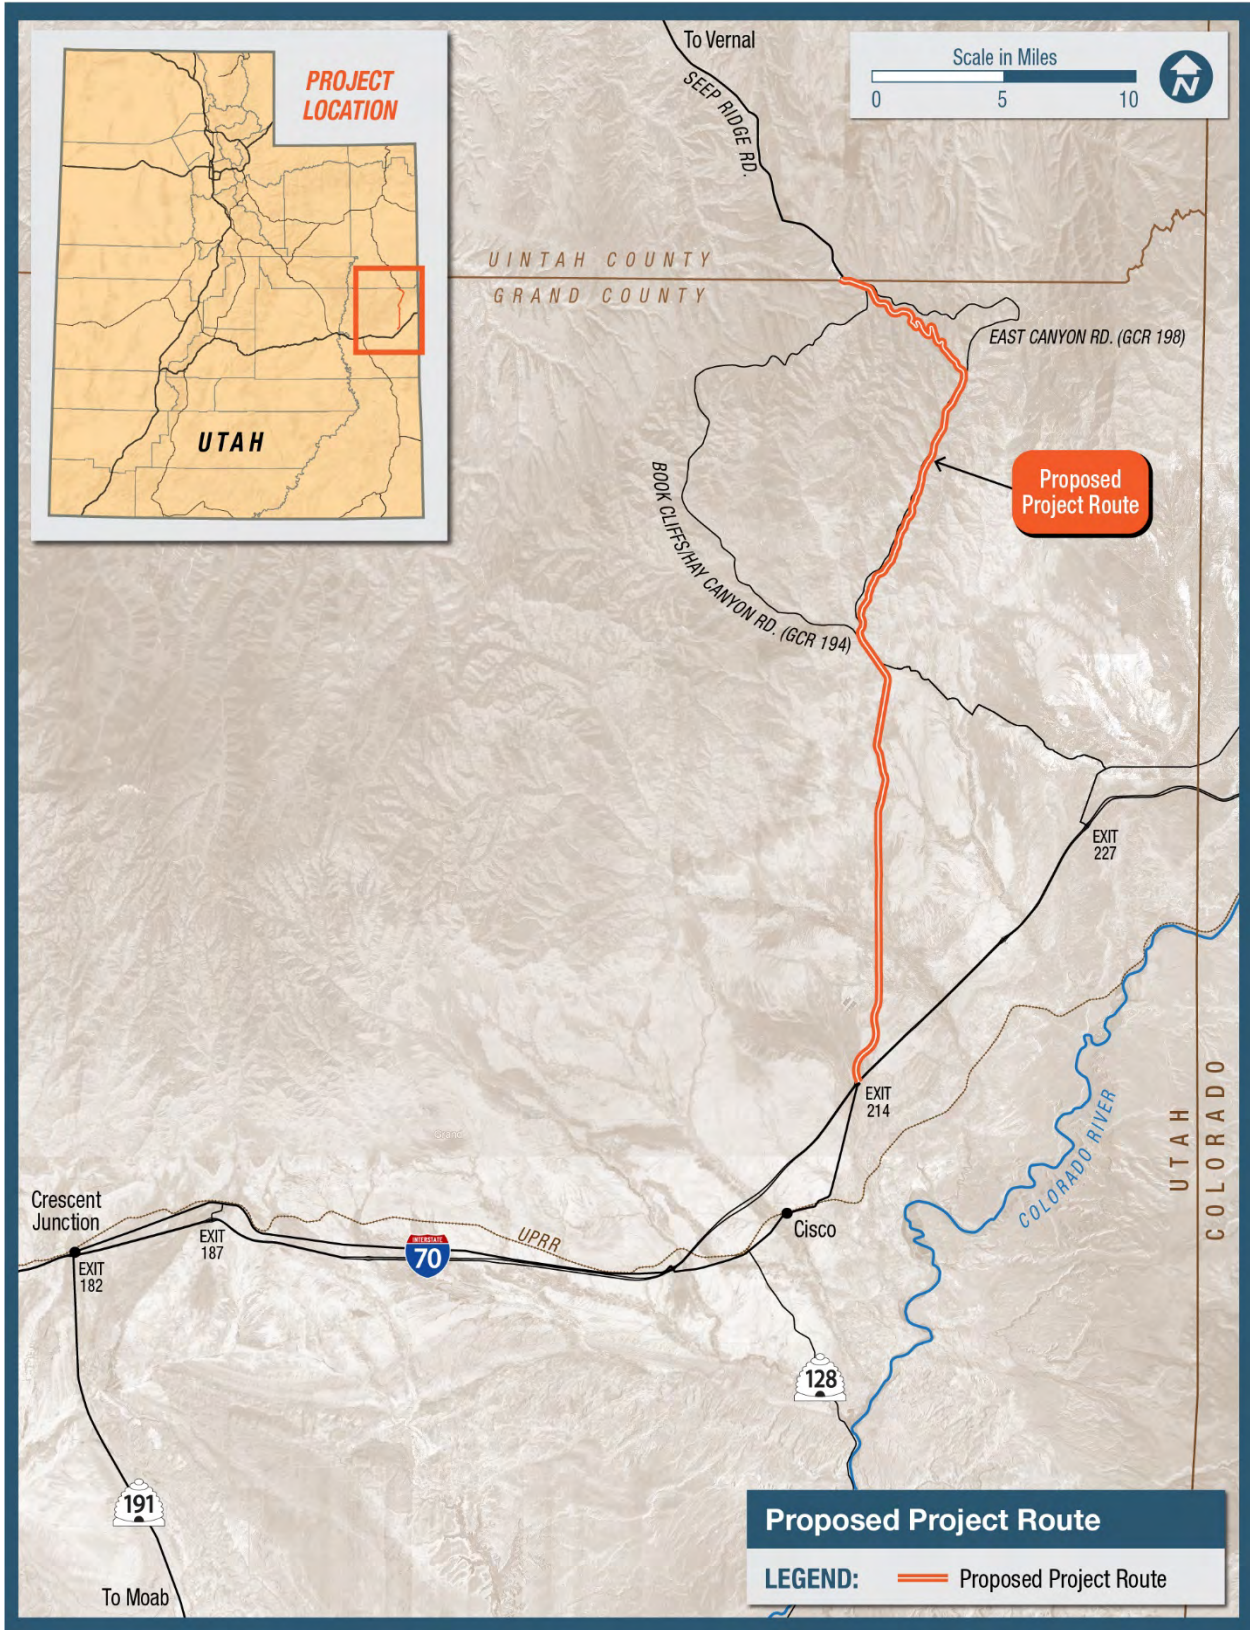 PROJECT
LOCATION
UTAH
To Vernal
SEEP RIDGE RD.
Scale in Miles
0 5 10
N
UINTAH COUNTY
GRAND COUNTY
EAST CANYON RD. (GCR 198)
Proposed
Project Route
BOOK CLIFFS/HAY CANYON RD. (GCR 194)
EXIT
227
EXIT
214
COLORADO RIVER
UTAH
COLORADO
Crescent
Junction
EXIT
182
EXIT
187
INTERSTATE
70
UPRR
Cisco
128
191
To Moab
Proposed Project Route
LEGEND: Proposed Project Route